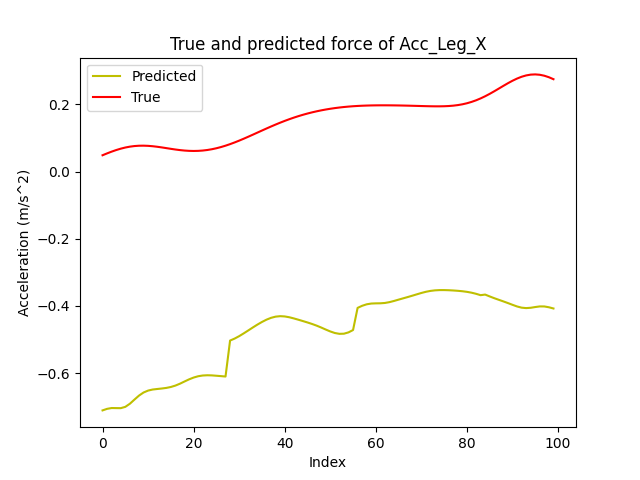 True and predicted force of Acc_Leg_X
Predicted
True
Acceleration (m/s^2)
0.2
0.0
−0.2
−0.4
−0.6
0 20 40 60 80 100
Index